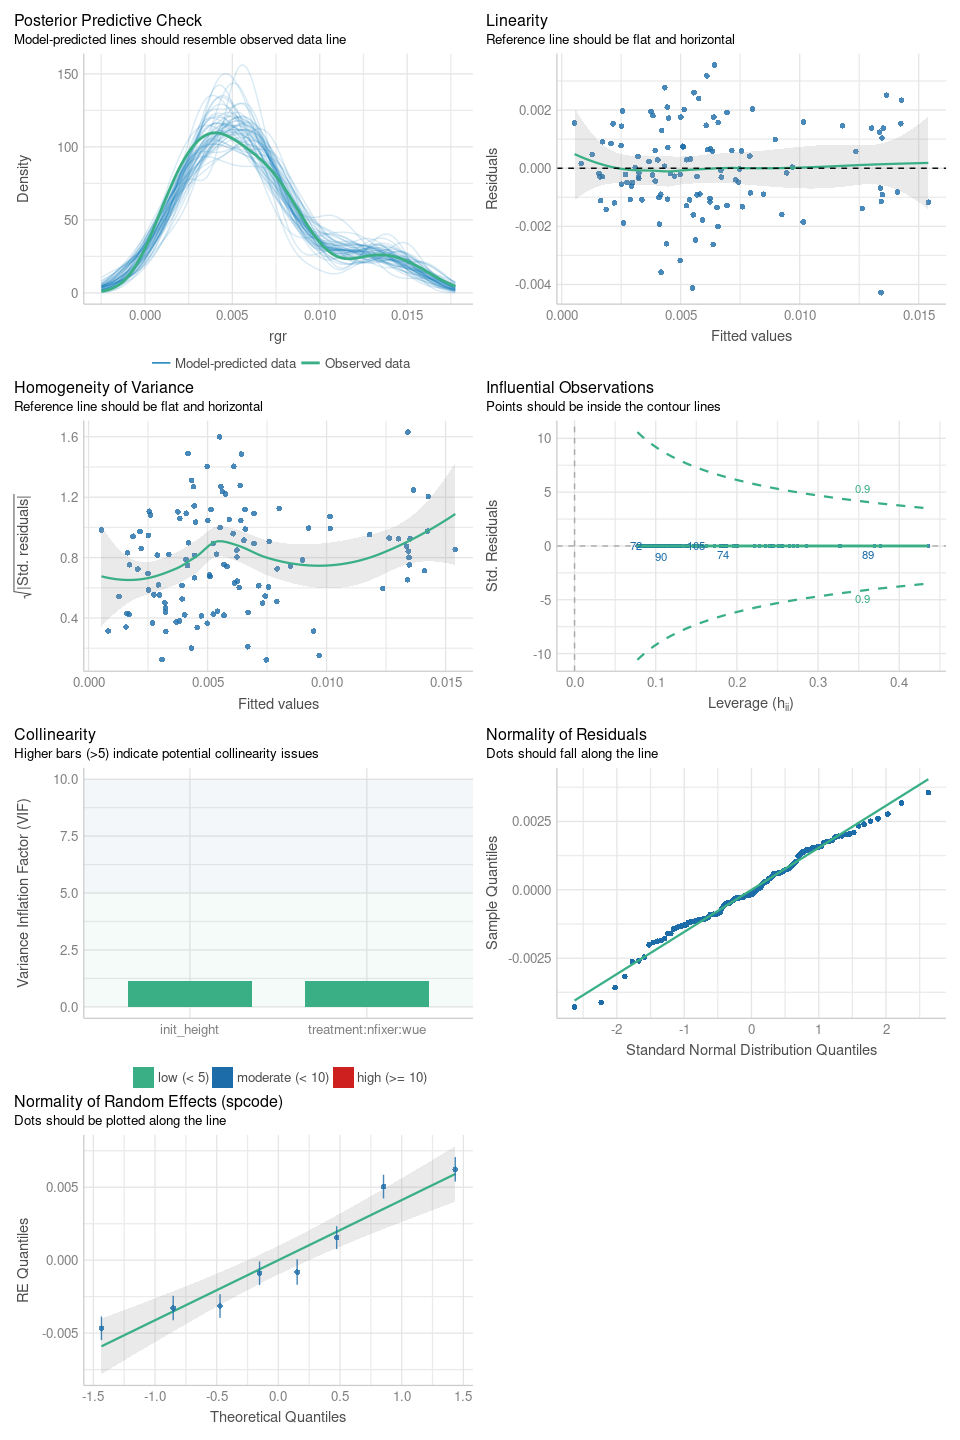 Posterior Predictive Check
Model-predicted lines should resemble observed data line
Density
150
100
50
0
0.000 0.005 0.010 0.015
rgr
Model-predicted data Observed data
Linearity
Reference line should be flat and horizontal
Residuals
0.002
0.000
-0.002
-0.004
0.000 0.005 0.010 0.015
Fitted values
Homogeneity of Variance
Reference line should be flat and horizontal
√|Std. residuals|
1.6
1.2
0.8
0.4
0.000 0.005 0.010 0.015
Fitted values
Influential Observations
Points should be inside the contour lines
Std. Residuals
10
5
0
-5
-10
0.9
72 105
90 74 89
0.9
0.0 0.1 0.2 0.3 0.4
Leverage (hii)
Collinearity
Higher bars (>5) indicate potential collinearity issues
Variance Inflation Factor (VIF)
10.0
7.5
5.0
2.5
0.0
init_height treatment:nfixer:wue
low (< 5) moderate (< 10) high (>= 10)
Normality of Residuals
Dots should fall along the line
Sample Quantiles
0.0025
0.0000
-0.0025
-2 -1 0 1 2
Standard Normal Distribution Quantiles
Normality of Random Effects (spcode)
Dots should be plotted along the line
RE Quantiles
0.005
0.000
-0.005
-1.5 -1.0 -0.5 0.0 0.5 1.0 1.5
Theoretical Quantiles